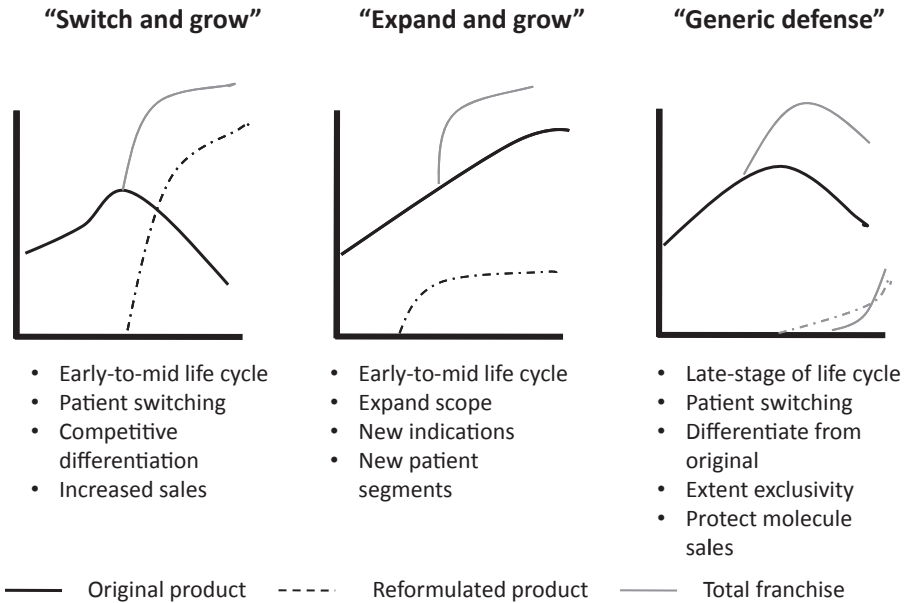 “Switch and grow”
“Expand and grow”
“Generic defense”
• Early-to-mid life cycle
• Patient switching
• Competitive
differentiation
• Increased sales
• Early-to-mid life cycle
• Expand scope
• New indications
• New patient
segments
• Late-stage of life cycle
• Patient switching
• Differentiate from
original
• Extent exclusivity
• Protect molecule
sales
Original product
Reformulated product
Total franchise